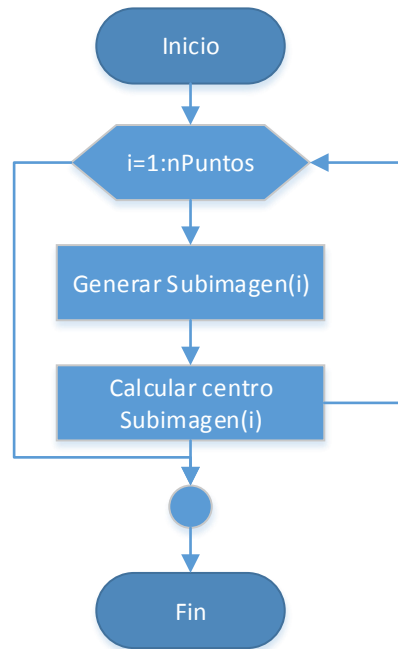 Inicio
i=1:nPuntos
Generar Subimagen(i)
Calcular centro
Subimagen(i)
Fin